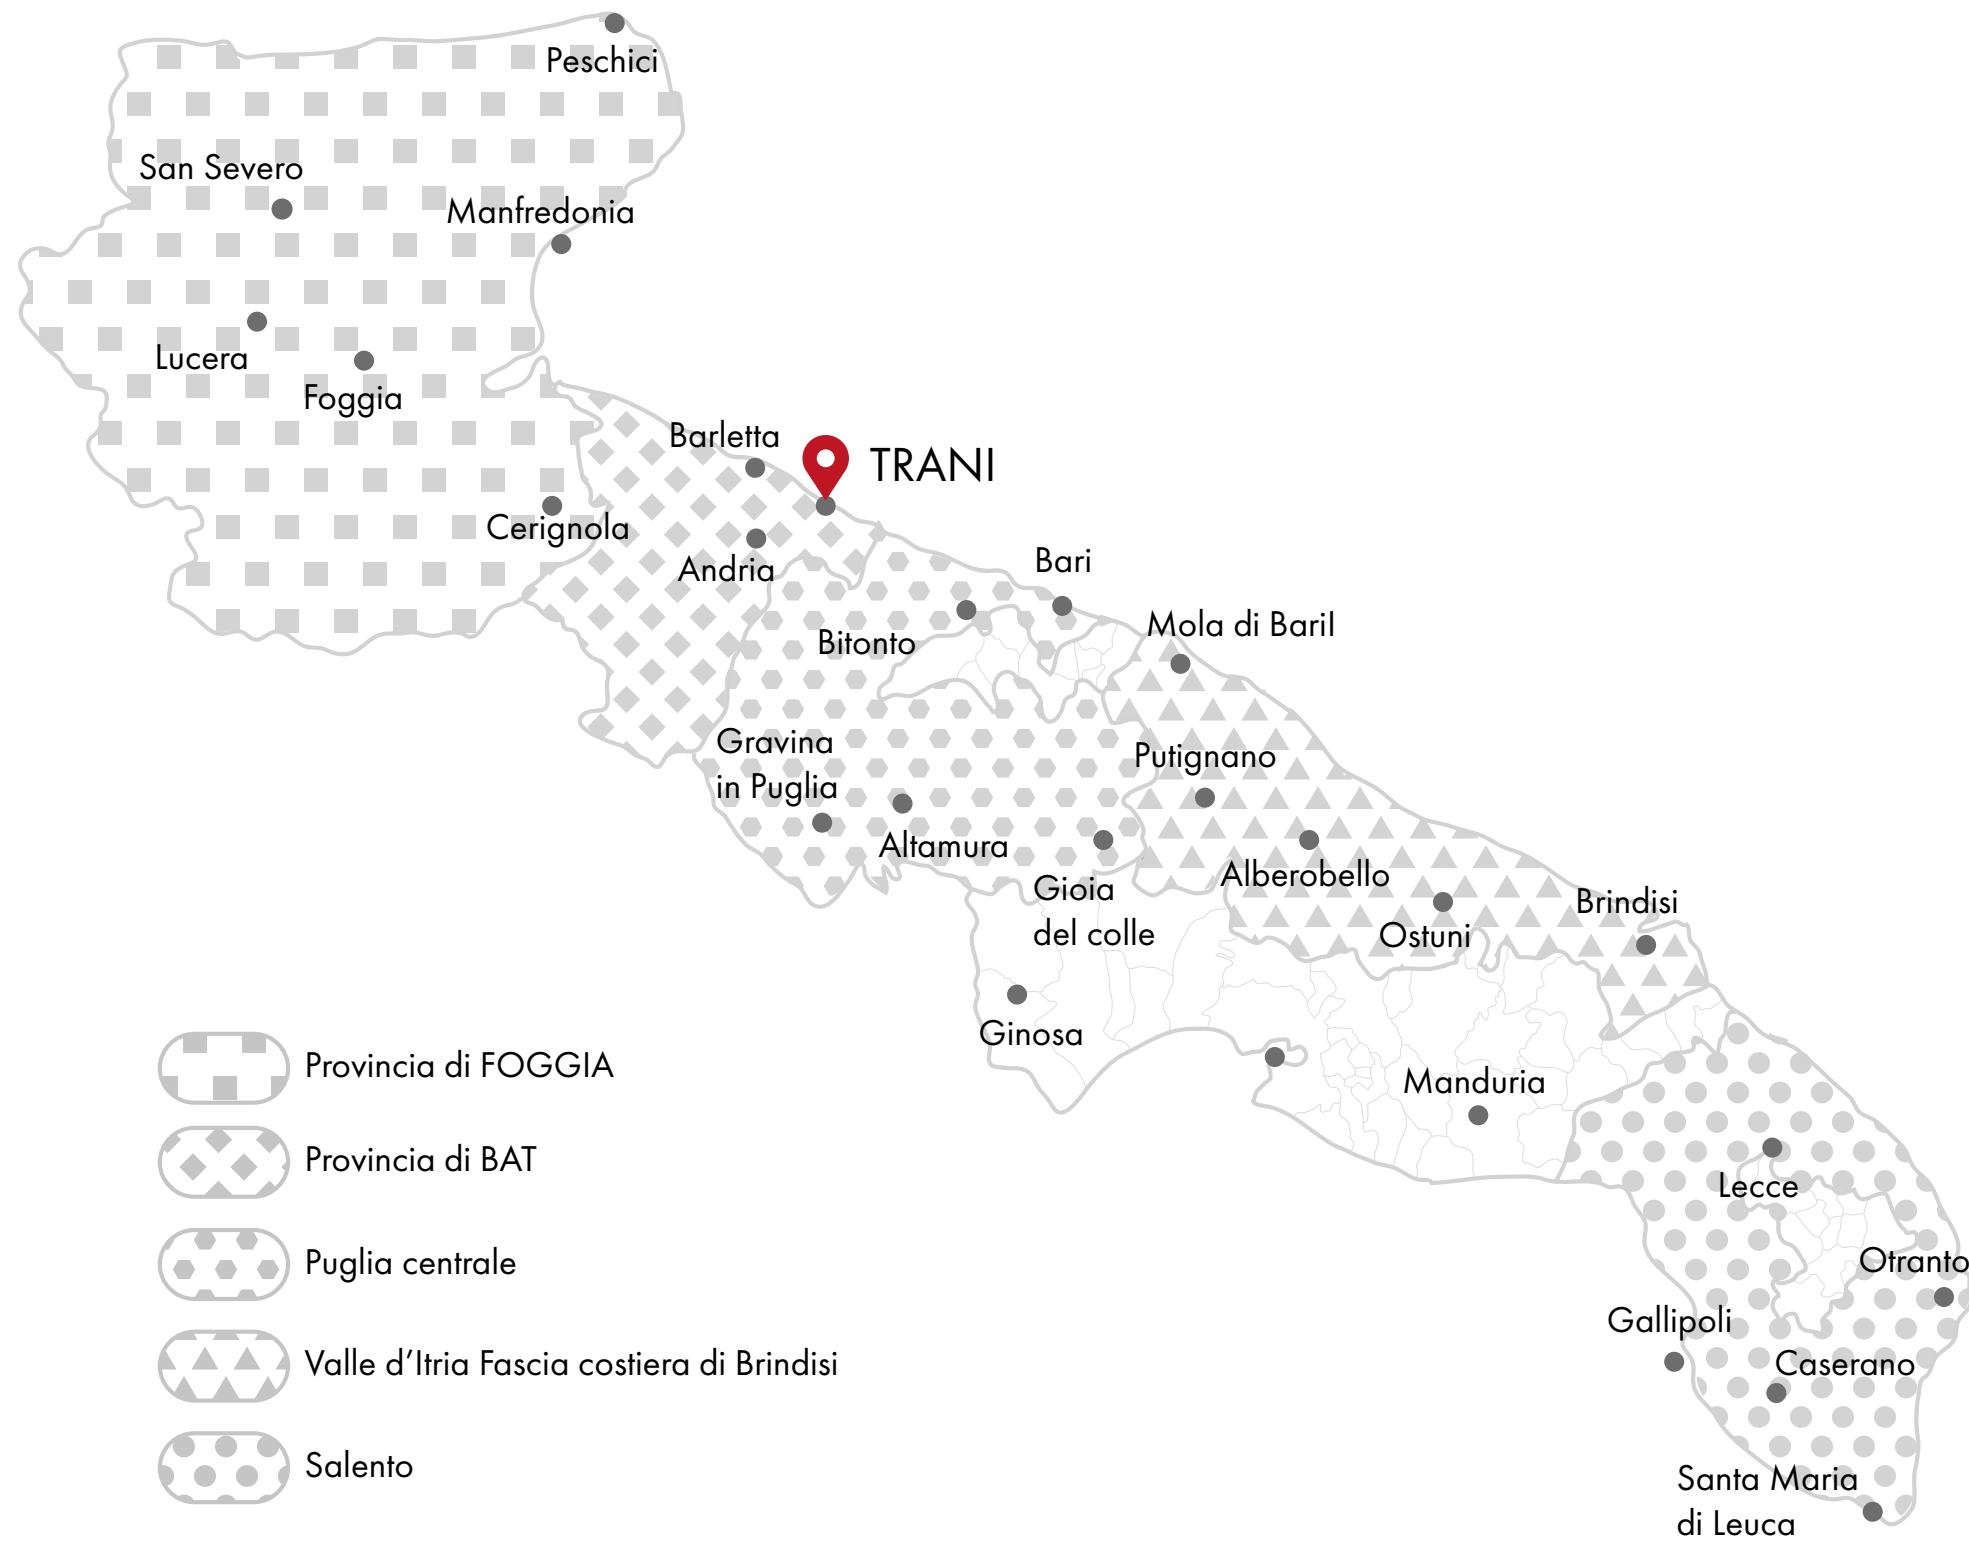 Peschici
San Severo
Manfredonia
Lucera
Foggia
Barletta
TRANI
Cerignola
Andria
Bari
Bitonto
Mola di BariI
Gravina
in Puglia
Putignano
Altamura
Alberobello
Gioia
del colle
Brindisi
Ostuni
Ginosa
Manduria
Lecce
Otranto
Gallipoli
Caserano
Santa Maria
di Leuca
Provincia di FOGGIA
Provincia di BAT
Puglia centrale
Valle d’Itria Fascia costiera di Brindisi
Salento